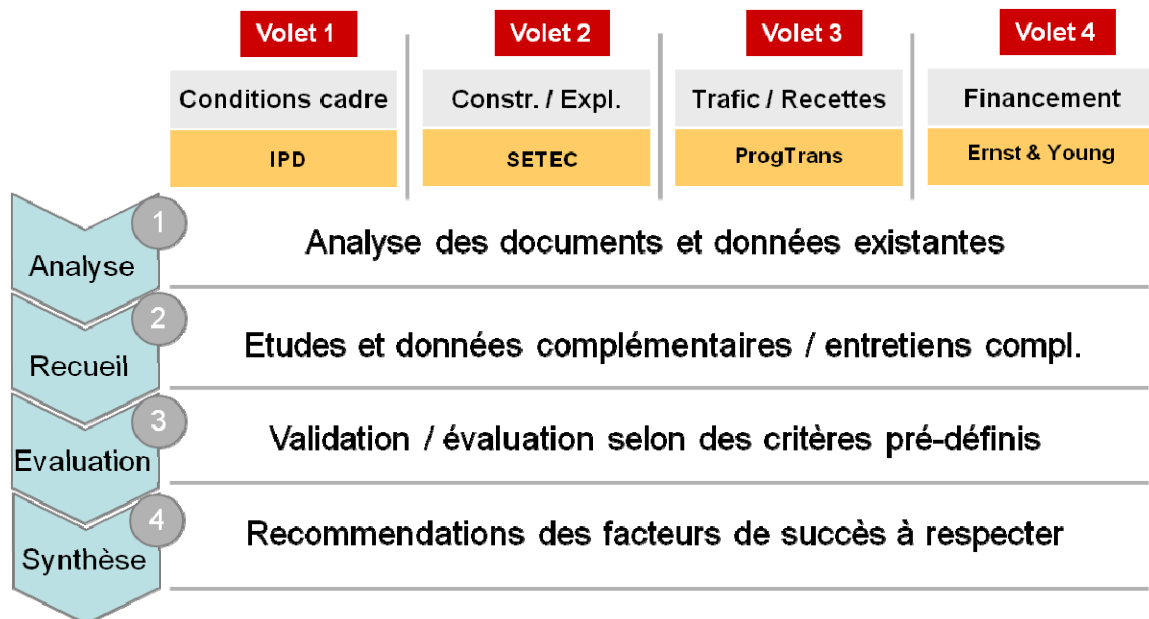 Volet 1
Volet 2
Volet 3
Volet 4
Conditions cadre
Constr. / Expl.
Trafic / Recettes
Financement
IPD
SETEC
ProgTrans
Ernst & Young
1
Analyse
Analyse des documents et données existantes
2
Recueil
Etudes et données complémentaires / entretiens compl.
3
Evaluation
Validation / évaluation selon des critères pré-définis
4
Synthèse
Recommendations des facteurs de succès à respecter